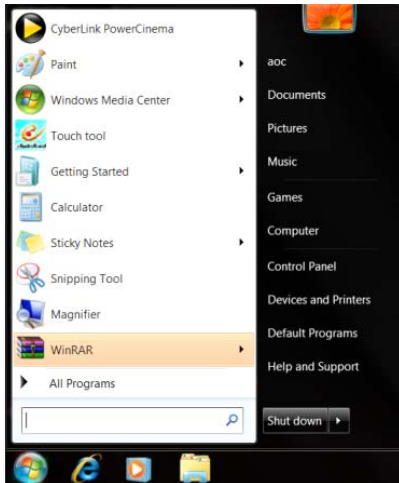 CyberLink PowerCinema
Paint
Windows Media Center
Touch tool
Getting Started
Calculator
Sticky Notes
Snipping Tool
Magnifier
WinRAR
All Programs
aoc
Documents
Pictures
Music
Games
Computer
Control Panel
Devices and Printers
Default Programs
Help and Support
Shut down